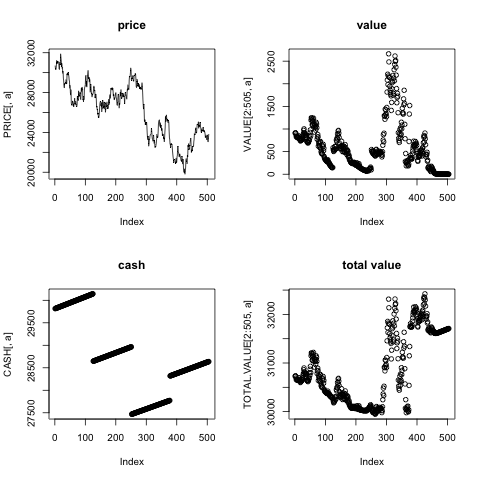 price
PRICE[, a]
20000 24000 28000 32000
0 100 200 300 400 500
Index
value
VALUE[2:505, a]
0 500 1500 2500
0 100 200 300 400 500
Index
cash
CASH[, a]
27500 28500 29500
0 100 200 300 400 500
Index
total value
TOTAL.VALUE[2:505, a]
30000 31000 32000
0 100 200 300 400 500
Index